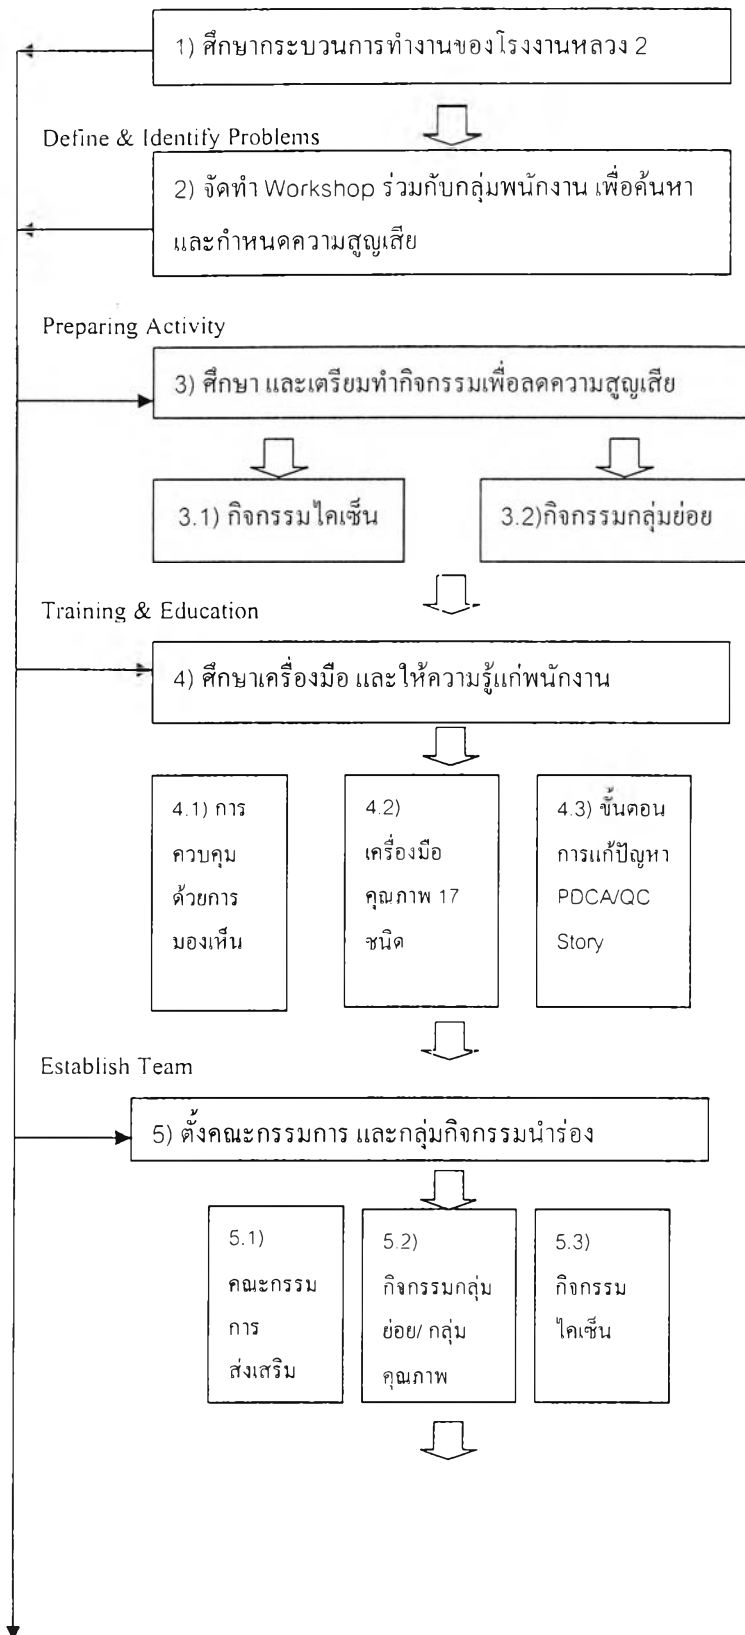 1) ศึกษากระบวนการทำงานของโรงงานหลวง 2
Define & Identify Problems
2) จัดทำ Workshop ร่วมกับกลุ่มพนักงาน เพื่อค้นหา
และกำหนดความสูญเสีย
Preparing Activity
3) ศึกษา และเตรียมทำกิจกรรมเพื่อลดความสูญเสีย
3.1) กิจกรรมไคเซ็น
3.2)กิจกรรมกลุ่มย่อย
Training & Education
4) ศึกษาเครื่องมือ และให้ความรู้แก่พนักงาน
4.1) การ
ควบคุม
ด้วยการ
มองเห็น
4.2)
เครื่องมือ
คุณภาพ 17
ชนิด
4.3) ขั้นตอน
การแก้ปัญหา
PDCA/QC
Story
Establish Team
5) ตั้งคณะกรรมการ และกลุ่มกิจกรรมนำร่อง
5.1)
คณะกรรม
การ
ส่งเสริม
5.2)
กิจกรรมกลุ่ม
ย่อย/ กลุ่ม
คุณภาพ
5.3)
กิจกรรม
ไคเซ็น